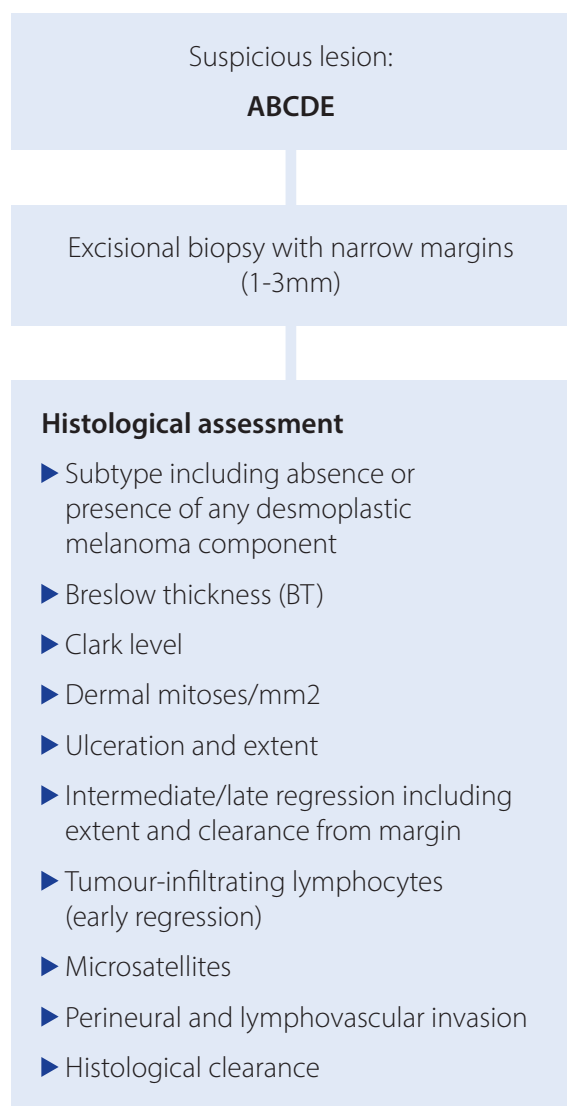 Suspicious lesion:
ABCDE
Excisional biopsy with narrow margins
(1-3mm)
Histological assessment
▶ Subtype including absence or
presence of any desmoplastic
melanoma component
▶ Breslow thickness (BT)
▶ Clark level
▶ Dermal mitoses/mm2
▶ Ulceration and extent
▶ Intermediate/late regression including
extent and clearance from margin
▶ Tumour-infiltrating lymphocytes
(early regression)
▶ Microsatellites
▶ Perineural and lymphovascular invasion
▶ Histological clearance